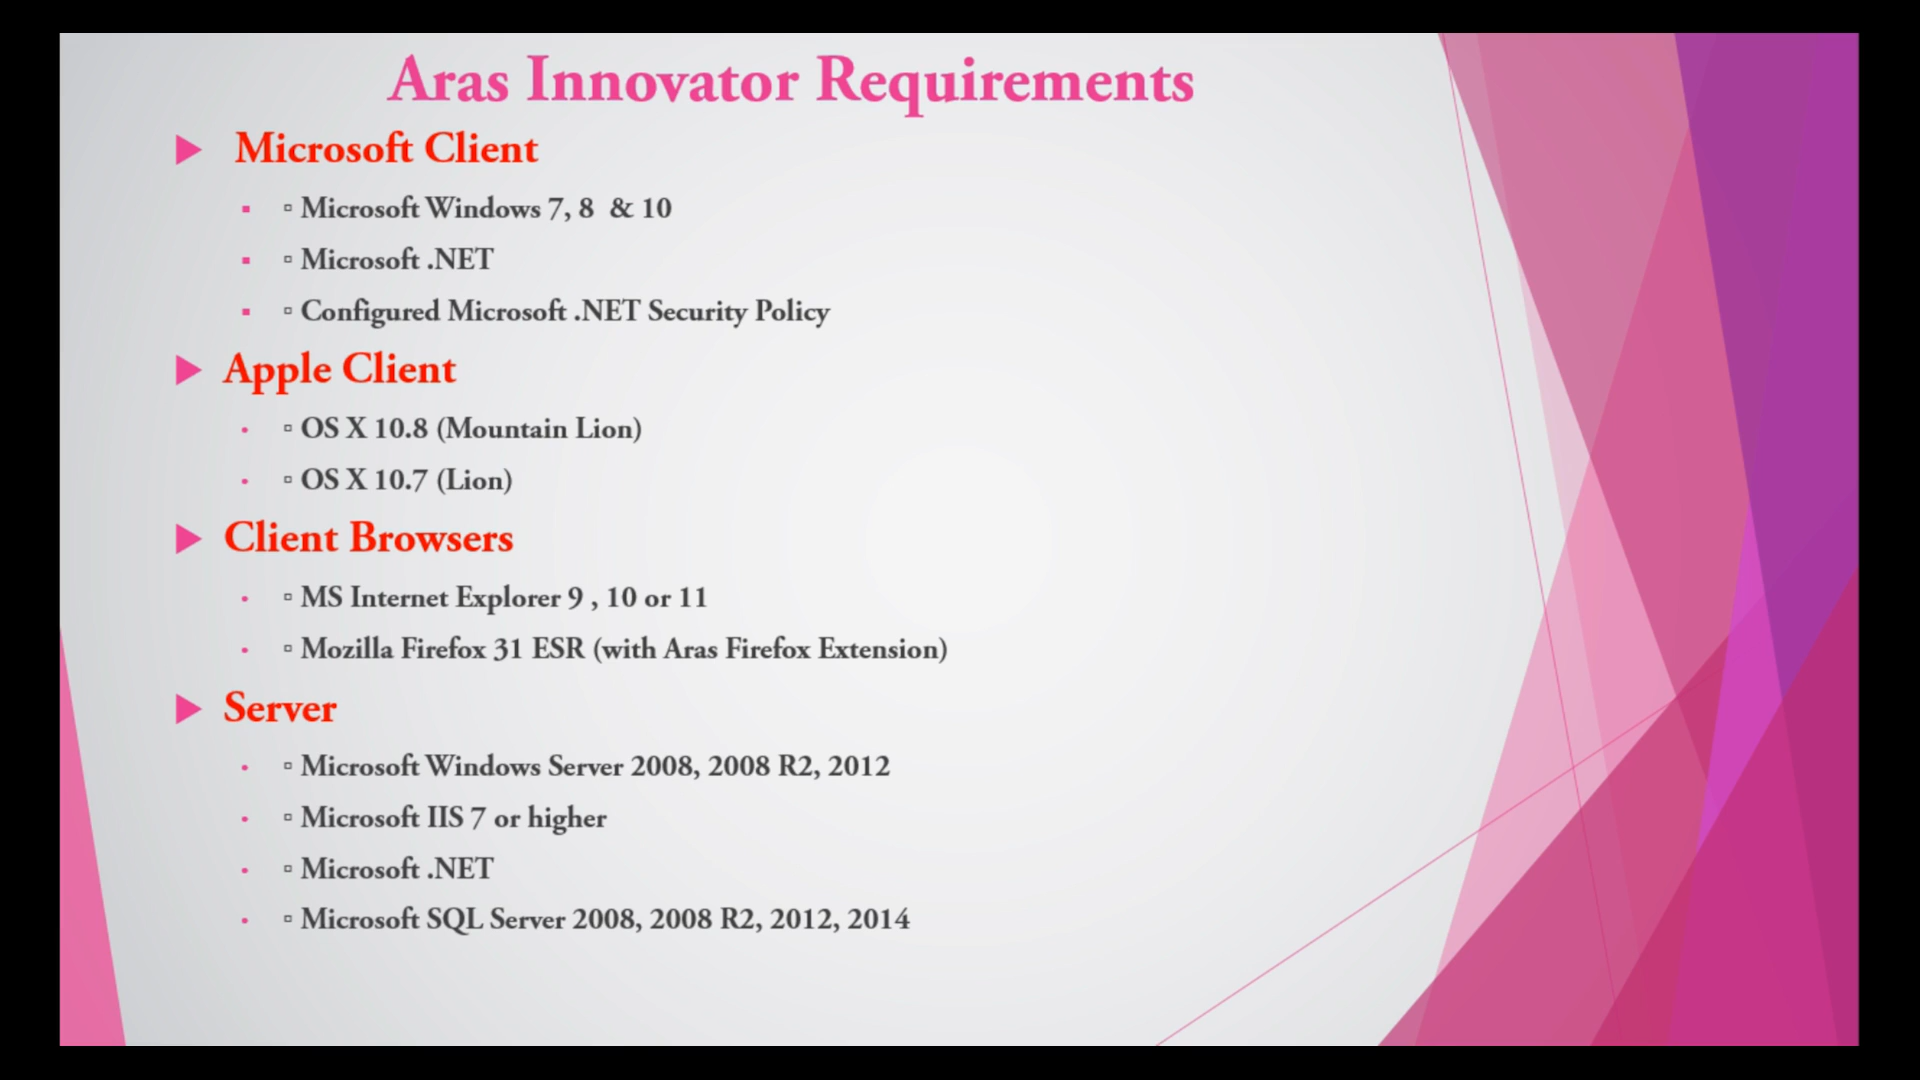 Aras Innovator Requirements
Microsoft Client
Microsoft Windows 7, 8 & 10
Microsoft .NET
Configured Microsoft .NET Security Policy
Apple Client
OS X 10.8 (Mountain Lion)
OS X 10.7 (Lion)
Client Browsers
MS Internet Explorer 9 , 10 or 11
Mozilla Firefox 31 ESR (with Aras Firefox Extension)
Server
Microsoft Windows Server 2008, 2008 R2, 2012
Microsoft IIS 7 or higher
Microsoft .NET
Microsoft SQL Server 2008, 2008 R2, 2012, 2014